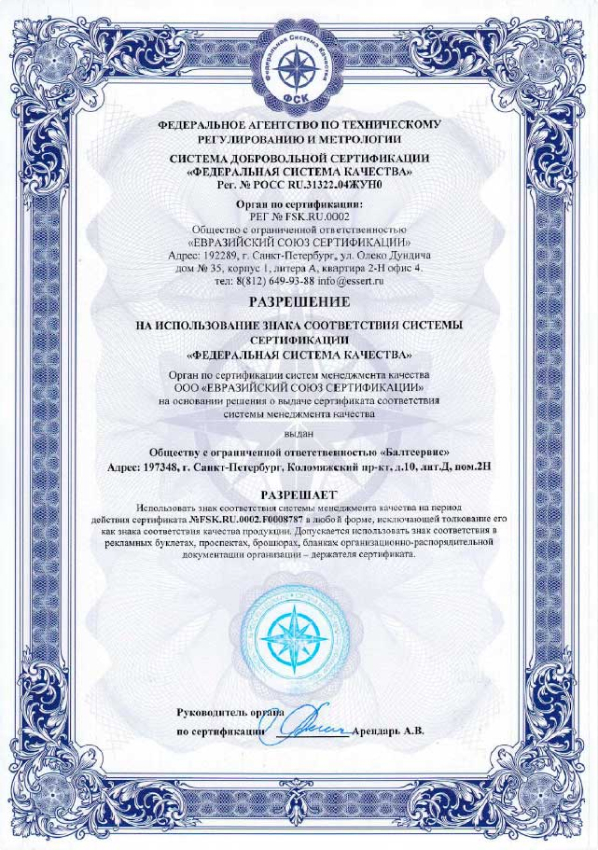 Федеральная Система Качества
ФСК
ФЕДЕРАЛЬНОЕ АГЕНТСТВО ПО ТЕХНИЧЕСКОМУ
РЕГУЛИРОВАНИЮ И МЕТРОЛОГИИ
СИСТЕМА ДОБРОВОЛЬНОЙ СЕРТИФИКАЦИИ
«ФЕДЕРАЛЬНАЯ СИСТЕМА КАЧЕСТВА»
Рег. № РОСС RU.31322.04ЖУН0
Орган по сертификации:
РЕГ № FSK.RU.0002
Общество с ограниченной ответственностью
«ЕВРАЗИЙСКИЙ СОЮЗ СЕРТИФИКАЦИИ»
Адрес: 192289, г. Санкт-Петербург, ул. Олеко Дундича
дом № 35, корпус 1, литера А, квартира 2-Н офис 4.
тел: 8(812) 649-93-88 info@essert.ru
РАЗРЕШЕНИЕ
НА ИСПОЛЬЗОВАНИЕ ЗНАКА СООТВЕТСТВИЯ СИСТЕМЫ
СЕРТИФИКАЦИИ
«ФЕДЕРАЛЬНАЯ СИСТЕМА КАЧЕСТВА»
Орган по сертификации систем менеджмента качества
ООО «ЕВРАЗИЙСКИЙ СОЮЗ СЕРТИФИКАЦИИ»
на основании решения о выдаче сертификата соответствия
системы менеджмента качества
выдан
Обществу с ограниченной ответственностью «Балтсервис»
Адрес: 197348, г. Санкт-Петербург, Коломяжский пр-кт, д.10, лит.Д, пом.2Н
РАЗРЕШАЕТ
Использовать знак соответствия системы менеджмента качества на период
действия сертификата №FSK.RU.0002.F0008787 в любой форме, исключающей толкование его
как знака соответствия качества продукции. Допускается использовать знак соответствия в
рекламных буклетах, проспектах, брошюрах, бланках организационно-распорядительной
документации организации – держателя сертификата.
Руководитель органа
по сертификации Арендарь А.В.